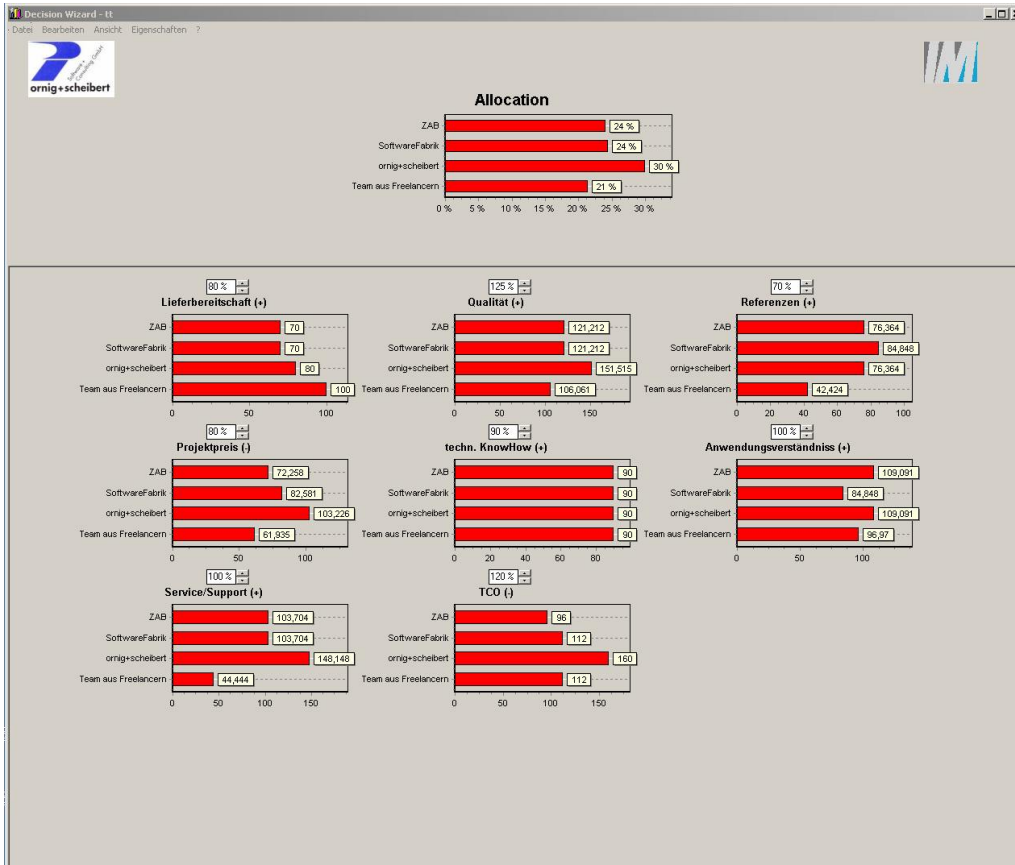 Decision Wizard - tt
Datei Bearbeiten Ansicht Eigenschaften ?
Software + Consulting GmbH
ornig+scheibert
IMI
Allocation
ZAB 24 %
SoftwareFabrik 24 %
ornig+scheibert 30 %
Team aus Freelancern 21 %
0 % 5 % 10 % 15 % 20 % 25 % 30 %
80 %
Lieferbereitschaft (+)
ZAB 70
SoftwareFabrik 70
ornig+scheibert 80
Team aus Freelancern 100
0 50 100
125 %
Qualität (+)
ZAB 121,212
SoftwareFabrik 121,212
ornig+scheibert 151,515
Team aus Freelancern 106,061
0 50 100 150
70 %
Referenzen (+)
ZAB 76,364
SoftwareFabrik 84,848
ornig+scheibert 76,364
Team aus Freelancern 42,424
0 20 40 60 80 100
80 %
Projektpreis (-)
ZAB 72,258
SoftwareFabrik 82,581
ornig+scheibert 103,226
Team aus Freelancern 61,935
0 50 100
90 %
techn. KnowHow (+)
ZAB 90
SoftwareFabrik 90
ornig+scheibert 90
Team aus Freelancern 90
0 20 40 60 80
100 %
Anwendungsverständniss (+)
ZAB 109,091
SoftwareFabrik 84,848
ornig+scheibert 109,091
Team aus Freelancern 96,97
0 50 100
100 %
Service/Support (+)
ZAB 103,704
SoftwareFabrik 103,704
ornig+scheibert 148,148
Team aus Freelancern 44,444
0 50 100 150
120 %
TCO (-)
ZAB 96
SoftwareFabrik 112
ornig+scheibert 160
Team aus Freelancern 112
0 50 100 150